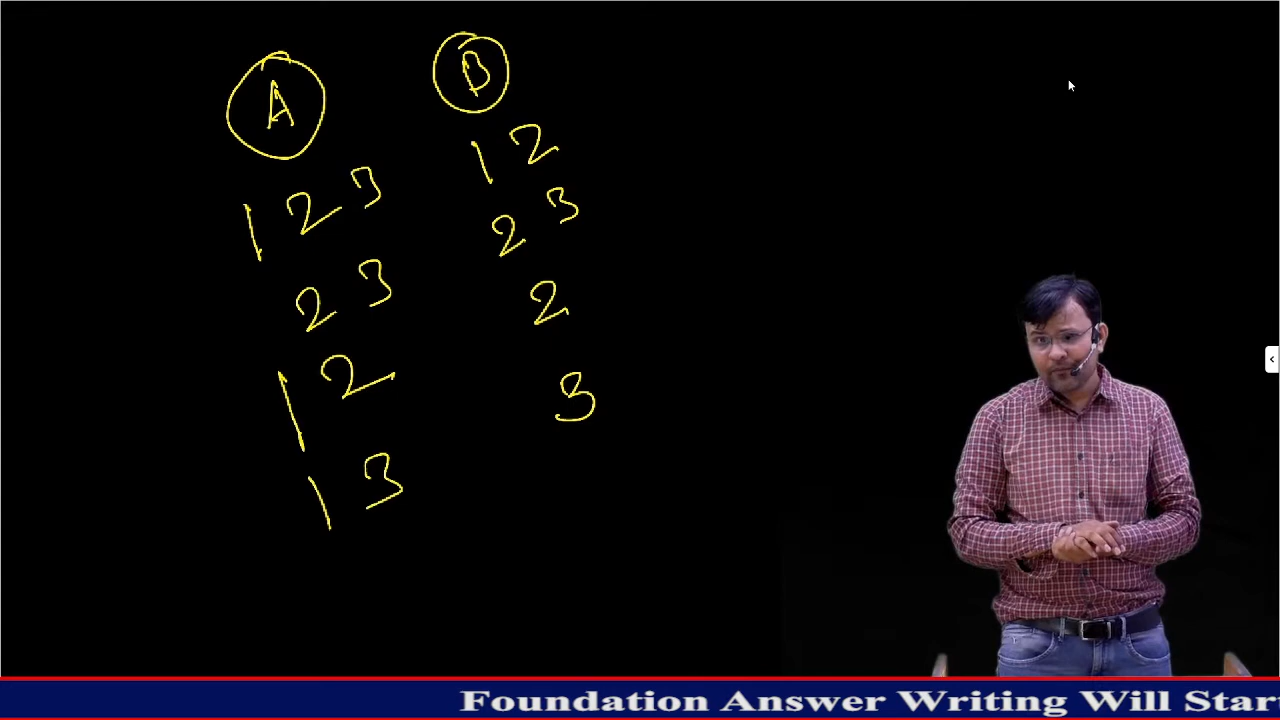 A B
1 2 3 1 2
2 3 2 3
1 2 2
1 3 3
Foundation Answer Writing Will Star